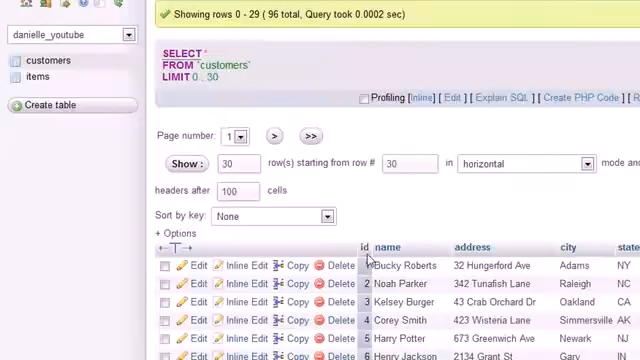 Showing rows 0 - 29 ( 96 total, Query took 0.0002 sec)
danielle_youtube
customers
items
Create table
SELECT *
FROM `customers`
LIMIT 0 , 30
Profiling [Inline] [ Edit ] [ Explain SQL ] [ Create PHP Code ] [ R
Page number: 1 > >>
Show : 30 row(s) starting from row # 30 in horizontal mode and
headers after 100 cells
Sort by key: None
+ Options
←T→ id name address city state
Edit Inline Edit Copy Delete 1 Bucky Roberts 32 Hungerford Ave Adams NY
Edit Inline Edit Copy Delete 2 Noah Parker 342 Tunafish Lane Raleigh NC
Edit Inline Edit Copy Delete 3 Kelsey Burger 43 Crab Orchard Dr Oakland CA
Edit Inline Edit Copy Delete 4 Corey Smith 423 Wisteria Lane Simmersville AK
Edit Inline Edit Copy Delete 5 Harry Potter 673 Greenwich Ave Newark NJ
Edit Inline Edit Copy Delete 6 Henry Jackson 2134 Grant St Gary IN